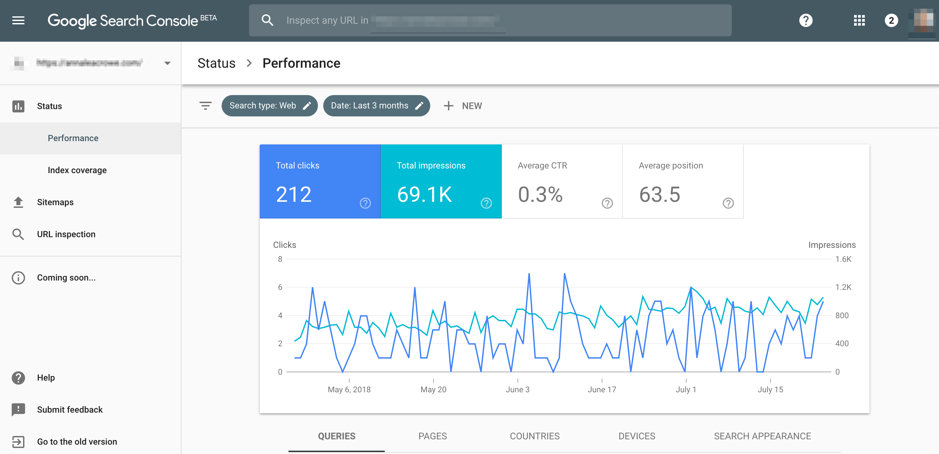 Google Search Console BETA
Inspect any URL in
2
https://annaleacrowe.com/
Status > Performance
Search type: Web
Date: Last 3 months
+ NEW
Status
Performance
Index coverage
Sitemaps
URL inspection
Coming soon...
Help
Submit feedback
Go to the old version
Total clicks
212
Total impressions
69.1K
Average CTR
0.3%
Average position
63.5
Clicks
Impressions
8
6
4
2
0
1.6K
1.2K
800
400
0
May 6, 2018
May 20
June 3
June 17
July 1
July 15
QUERIES
PAGES
COUNTRIES
DEVICES
SEARCH APPEARANCE